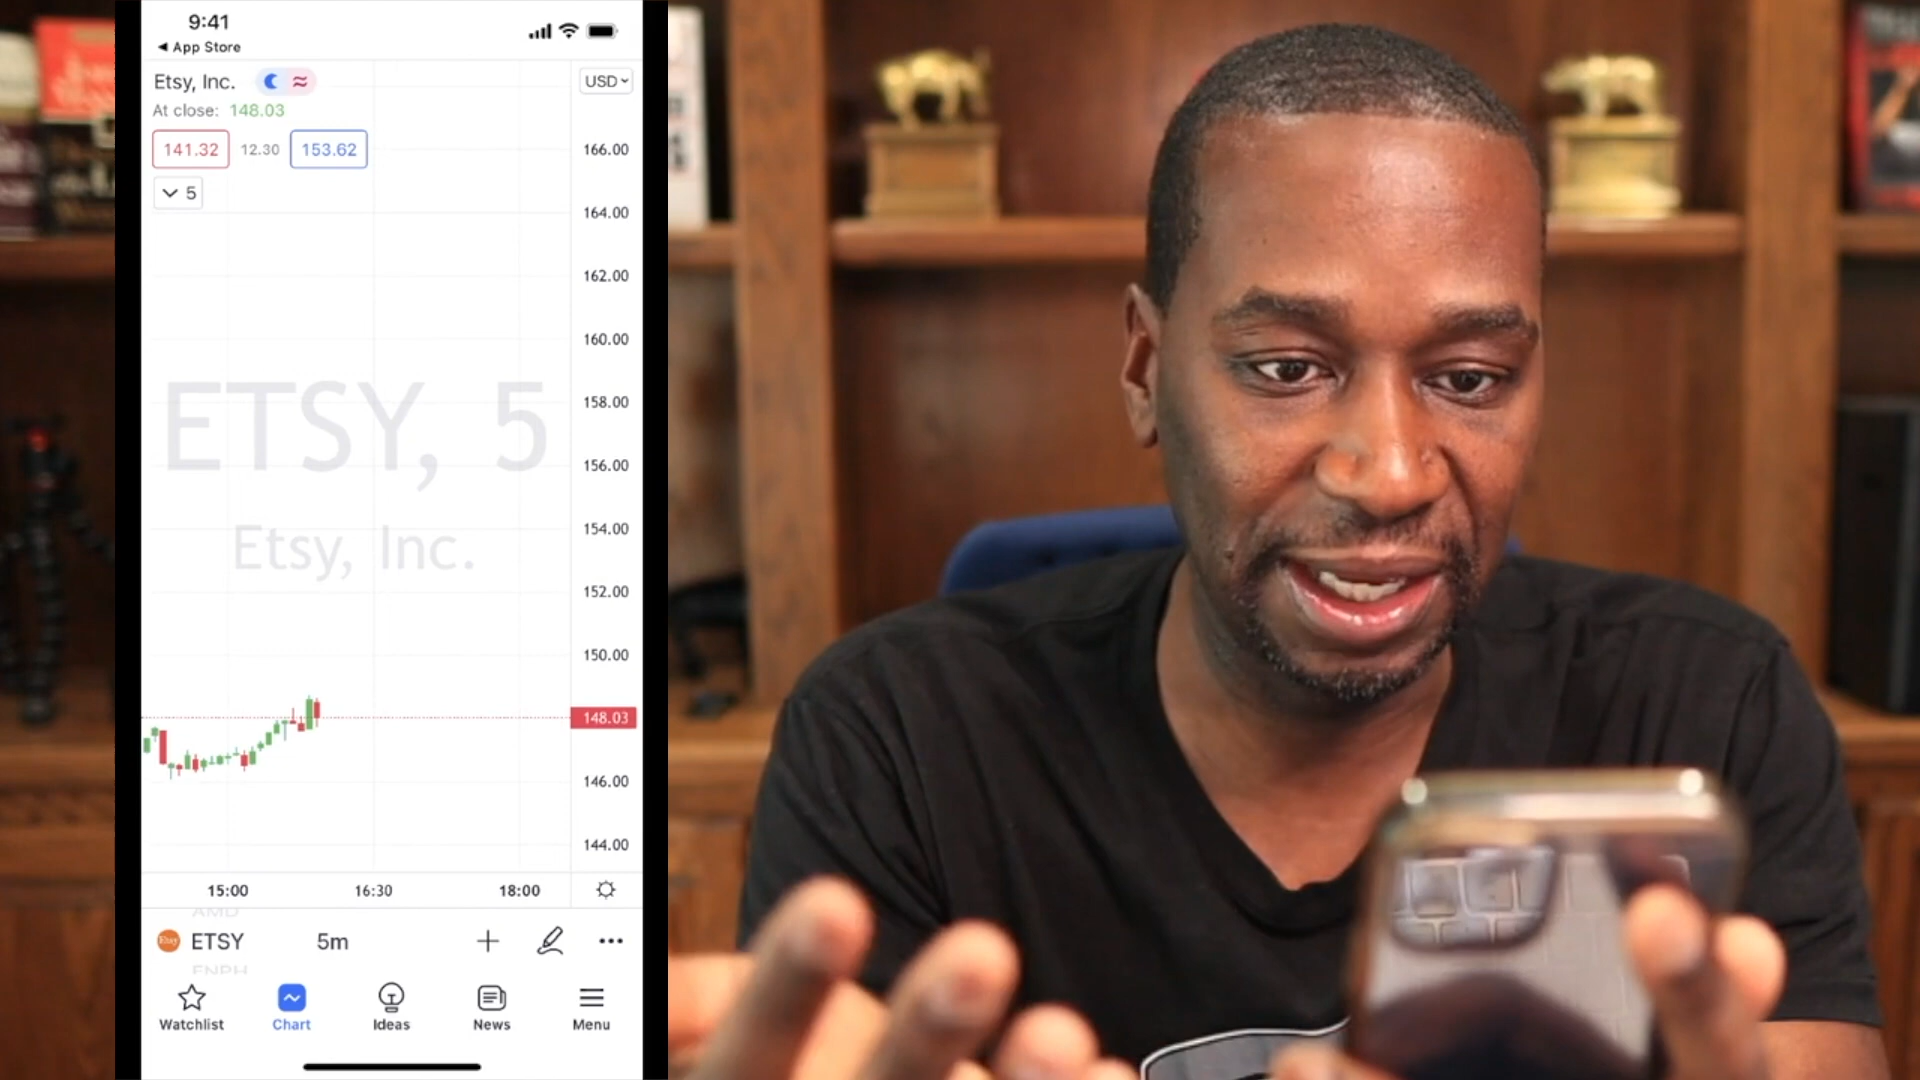 9:41
App Store
Etsy, Inc.
USD
At close: 148.03
141.32 12.30 153.62
5
166.00
164.00
162.00
160.00
158.00
156.00
154.00
152.00
150.00
148.03
146.00
144.00
ETSY, 5
Etsy, Inc.
15:00 16:30 18:00
AMD
Etsy ETSY 5m
ENPH
Watchlist Chart Ideas News Menu